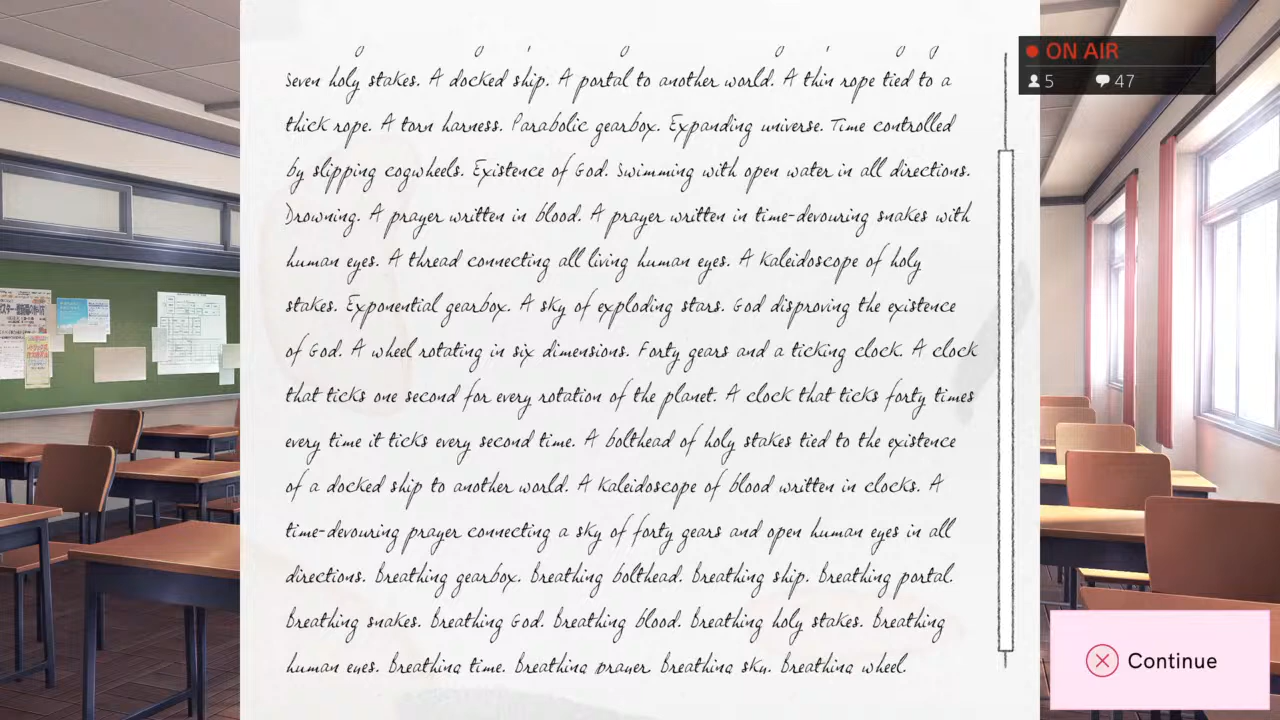 ON AIR
5 47
Seven holy stakes. A docked ship. A portal to another world. A thin rope tied to a
thick rope. A torn harness. Parabolic gearbox. Expanding universe. Time controlled
by slipping cogwheels. Existence of God. Swimming with open water in all directions.
Drowning. A prayer written in blood. A prayer written in time-devouring snakes with
human eyes. A thread connecting all living human eyes. A kaleidoscope of holy
stakes. Exponential gearbox. A sky of exploding stars. God disproving the existence
of God. A wheel rotating in six dimensions. Forty gears and a ticking clock. A clock
that ticks one second for every rotation of the planet. A clock that ticks forty times
every time it ticks every second time. A bolthead of holy stakes tied to the existence
of a docked ship to another world. A kaleidoscope of blood written in clocks. A
time-devouring prayer connecting a sky of forty gears and open human eyes in all
directions. Breathing gearbox. Breathing bolthead. Breathing ship. Breathing portal.
Breathing snakes. Breathing God. Breathing blood. Breathing holy stakes. Breathing
human eyes. Breathing time. Breathing prayer. Breathing sky. Breathing wheel.
Continue